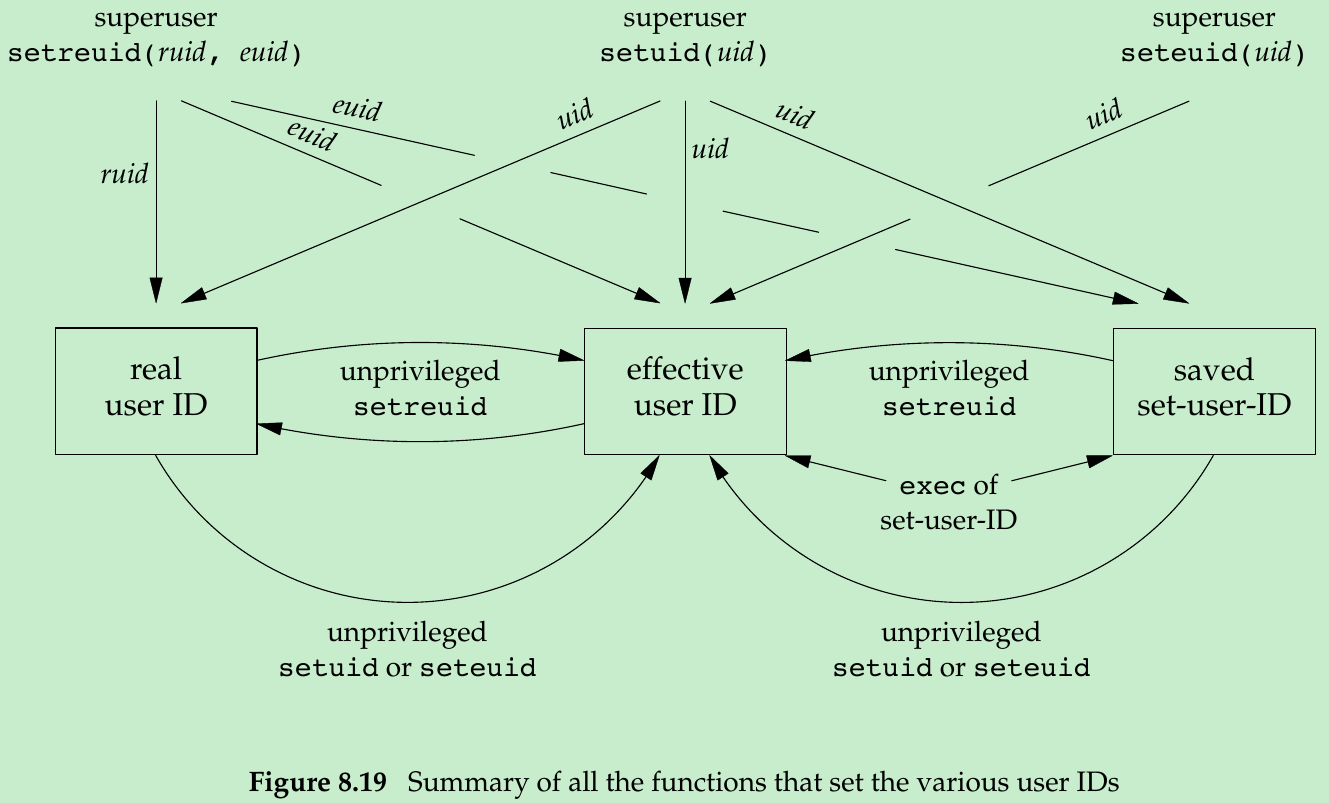 superuser
setreuid(ruid, euid)
superuser
setuid(uid)
superuser
seteuid(uid)
euid
euid
ruid
uid
uid
uid
uid
real
user ID
unprivileged
setreuid
effective
user ID
unprivileged
setreuid
saved
set-user-ID
exec of
set-user-ID
unprivileged
setuid or seteuid
unprivileged
setuid or seteuid
Figure 8.19 Summary of all the functions that set the various user IDs